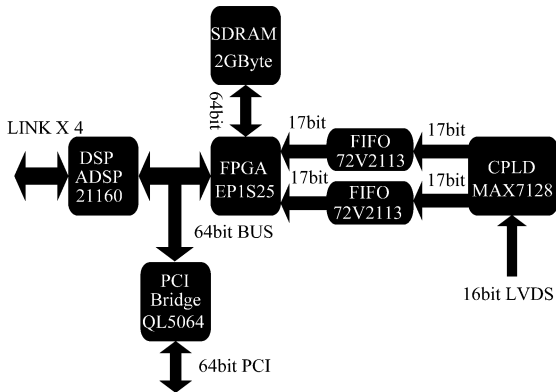 SDRAM
2GByte
64bit
17bit
17bit
LINK X 4
DSP
ADSP
21160
FPGA
EP1S25
FIFO
72V2113
CPLD
MAX7128
17bit
17bit
FIFO
72V2113
64bit BUS
PCI
Bridge
QL5064
16bit LVDS
64bit PCI